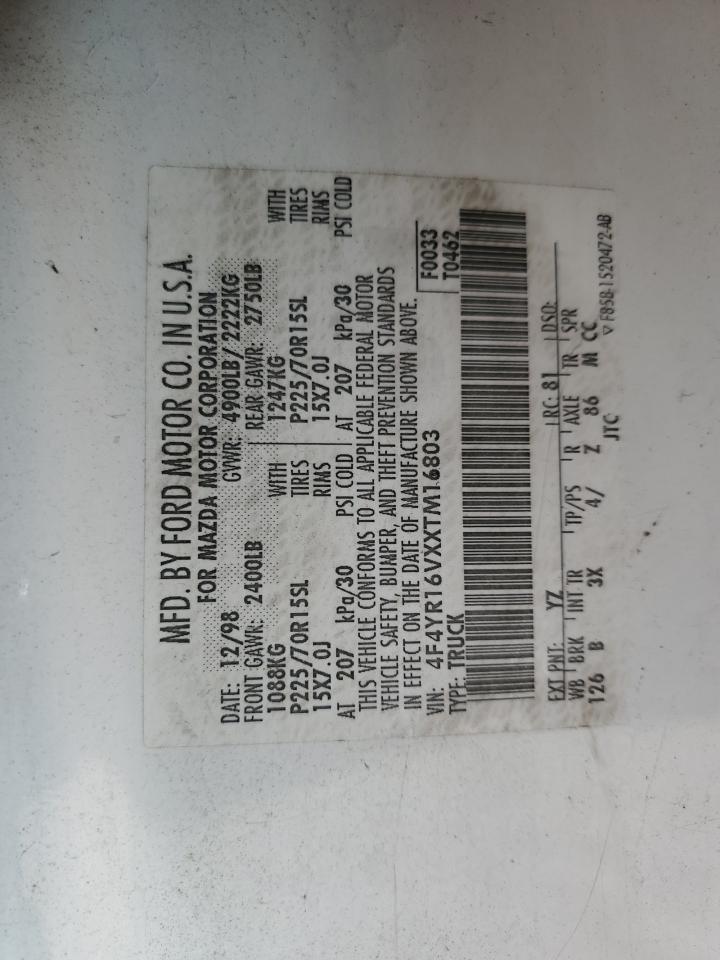 MFD. BY FORD MOTOR CO. IN U.S.A.
FOR MAZDA MOTOR CORPORATION
DATE: 12/98 GVWR: 4900LB/2222KG
FRONT GAWR: 2400LB REAR GAWR: 2750LB
1088KG WITH 1247KG WITH
P225/70R15SL TIRES P225/70R15SL TIRES
15X7.0J RIMS 15X7.0J RIMS
AT 207 kPa/30 PSI COLD AT 207 kPa/30 PSI COLD
THIS VEHICLE CONFORMS TO ALL APPLICABLE FEDERAL MOTOR
VEHICLE SAFETY, BUMPER, AND THEFT PREVENTION STANDARDS
IN EFFECT ON THE DATE OF MANUFACTURE SHOWN ABOVE.
VIN: 4F4YR16VXXTM16803 F0033
TYPE: TRUCK T0462
EXT PNT: YZ RC: 81 DSO:
WB BRK INT TR TP/PS R AXLE TR SPR
126 B 3X 4/ Z 86 M CC
JTC
▽ F85B-1520472-AB